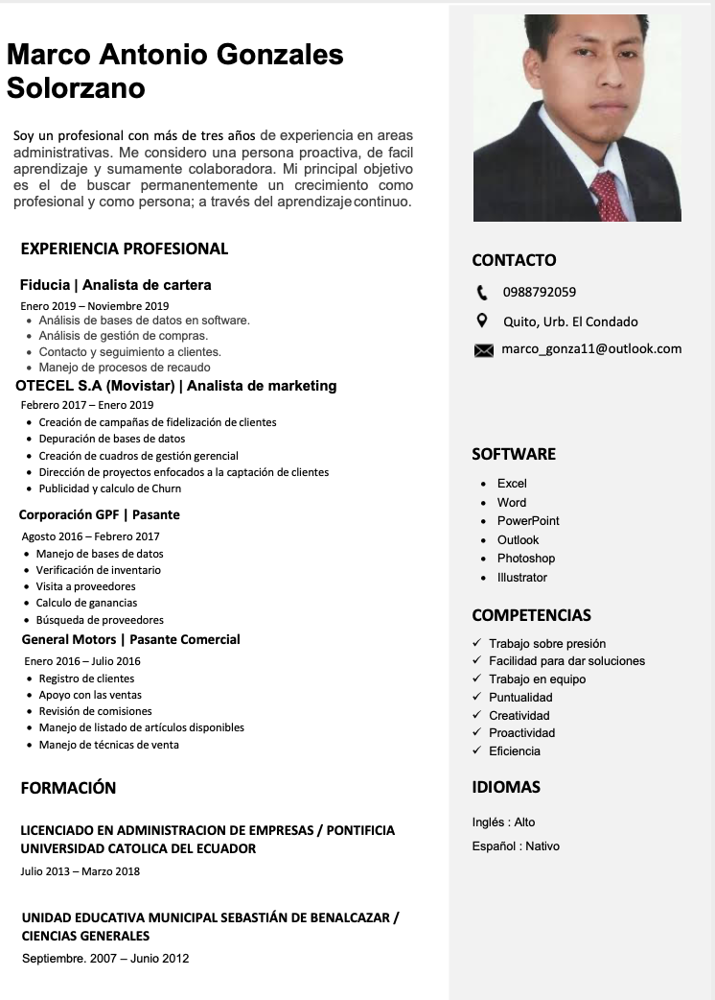 Marco Antonio Gonzales
Solorzano
Soy un profesional con más de tres años de experiencia en areas
administrativas. Me considero una persona proactiva, de facil
aprendizaje y sumamente colaboradora. Mi principal objetivo
es el de buscar permanentemente un crecimiento como
profesional y como persona; a través del aprendizaje continuo.
EXPERIENCIA PROFESIONAL
Fiducia | Analista de cartera
Enero 2019 – Noviembre 2019
• Análisis de bases de datos en software.
• Análisis de gestión de compras.
• Contacto y seguimiento a clientes.
• Manejo de procesos de recaudo
OTECEL S.A (Movistar) | Analista de marketing
Febrero 2017 – Enero 2019
• Creación de campañas de fidelización de clientes
• Depuración de bases de datos
• Creación de cuadros de gestión gerencial
• Dirección de proyectos enfocados a la captación de clientes
• Publicidad y calculo de Churn
Corporación GPF | Pasante
Agosto 2016 – Febrero 2017
• Manejo de bases de datos
• Verificación de inventario
• Visita a proveedores
• Calculo de ganancias
• Búsqueda de proveedores
General Motors | Pasante Comercial
Enero 2016 – Julio 2016
• Registro de clientes
• Apoyo con las ventas
• Revisión de comisiones
• Manejo de listado de artículos disponibles
• Manejo de técnicas de venta
FORMACIÓN
LICENCIADO EN ADMINISTRACION DE EMPRESAS / PONTIFICIA
UNIVERSIDAD CATOLICA DEL ECUADOR
Julio 2013 – Marzo 2018
UNIDAD EDUCATIVA MUNICIPAL SEBASTIÁN DE BENALCAZAR /
CIENCIAS GENERALES
Septiembre. 2007 – Junio 2012
CONTACTO
0988792059
Quito, Urb. El Condado
marco_gonza11@outlook.com
SOFTWARE
• Excel
• Word
• PowerPoint
• Outlook
• Photoshop
• Illustrator
COMPETENCIAS
✓ Trabajo sobre presión
✓ Facilidad para dar soluciones
✓ Trabajo en equipo
✓ Puntualidad
✓ Creatividad
✓ Proactividad
✓ Eficiencia
IDIOMAS
Inglés : Alto
Español : Nativo